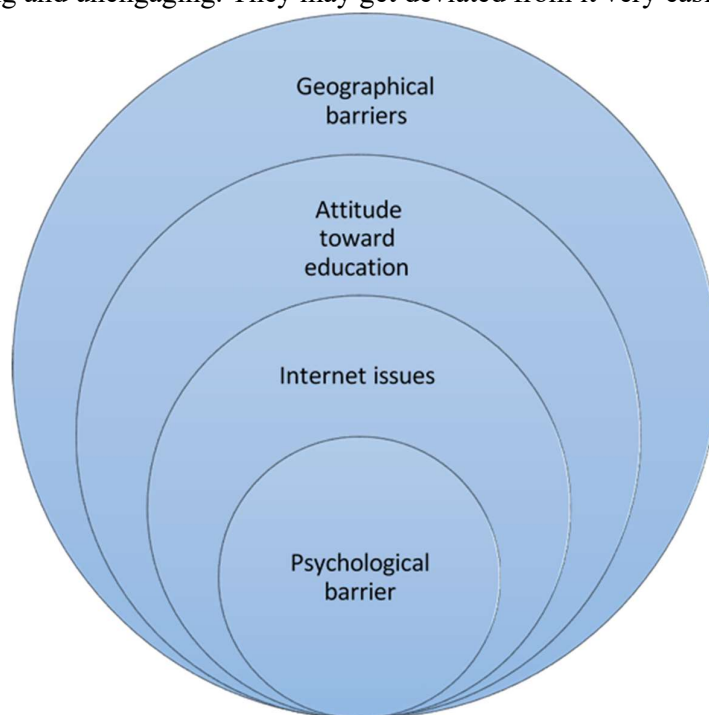 and unengaging. They may get deviated from it very
Geographical
barriers
Attitude
toward
education
Internet issues
Psychological
barrier